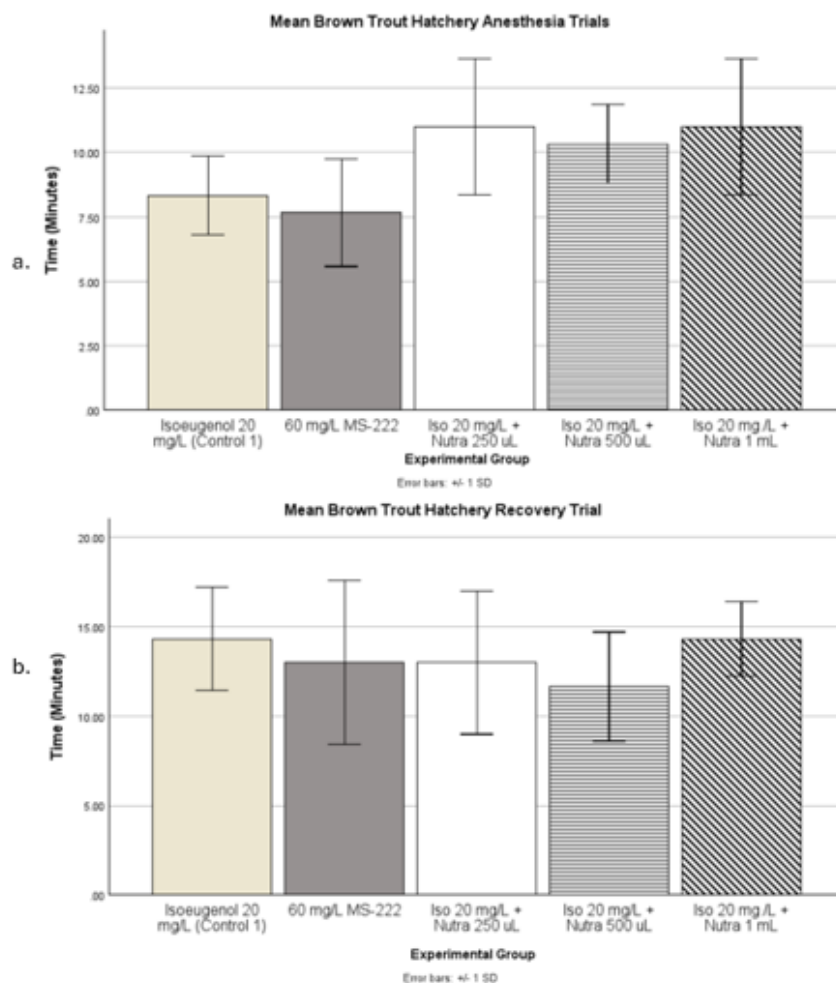 Mean Brown Trout Hatchery Anesthesia Trials
12.50
10.00
7.50
5.00
2.50
.00
Time (Minutes)
a.
Isoeugenol 20
mg/L (Control 1)
60 mg/L MS-222
Iso 20 mg/L +
Nutra 250 uL
Iso 20 mg/L +
Nutra 500 uL
Iso 20 mg/L +
Nutra 1 mL
Experimental Group
Error bars: +/- 1 SD
Mean Brown Trout Hatchery Recovery Trial
20.00
15.00
10.00
5.00
.00
Time (Minutes)
b.
Isoeugenol 20
mg/L (Control 1)
60 mg/L MS-222
Iso 20 mg/L +
Nutra 250 uL
Iso 20 mg/L +
Nutra 500 uL
Iso 20 mg /L +
Nutra 1 mL
Experimental Group
Error bars: +/- 1 SD